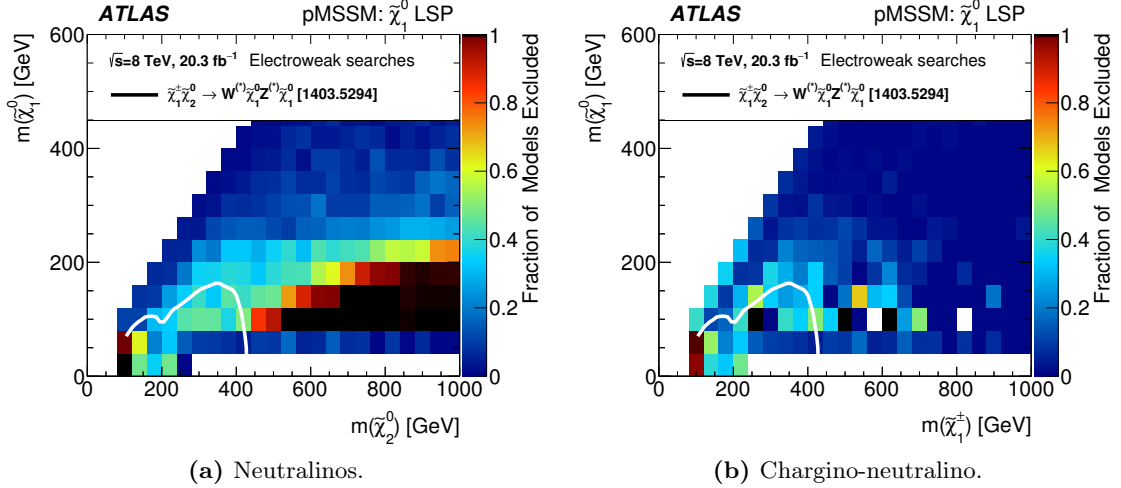 ATLAS pMSSM: χ̃₁⁰ LSP
√s=8 TeV, 20.3 fb⁻¹ Electroweak searches
χ̃₁±χ̃₂⁰ → W⁽*⁾χ̃₁⁰Z⁽*⁾χ̃₁⁰ [1403.5294]
m(χ̃₁⁰) [GeV]
600
400
200
0
0 200 400 600 800 1000
m(χ̃₂⁰) [GeV]
1
0.8
0.6
0.4
0.2
0
Fraction of Models Excluded
(a) Neutralinos.
ATLAS pMSSM: χ̃₁⁰ LSP
√s=8 TeV, 20.3 fb⁻¹ Electroweak searches
χ̃₁±χ̃₂⁰ → W⁽*⁾χ̃₁⁰Z⁽*⁾χ̃₁⁰ [1403.5294]
m(χ̃₁⁰) [GeV]
600
400
200
0
0 200 400 600 800 1000
m(χ̃₁±) [GeV]
1
0.8
0.6
0.4
0.2
0
Fraction of Models Excluded
(b) Chargino-neutralino.